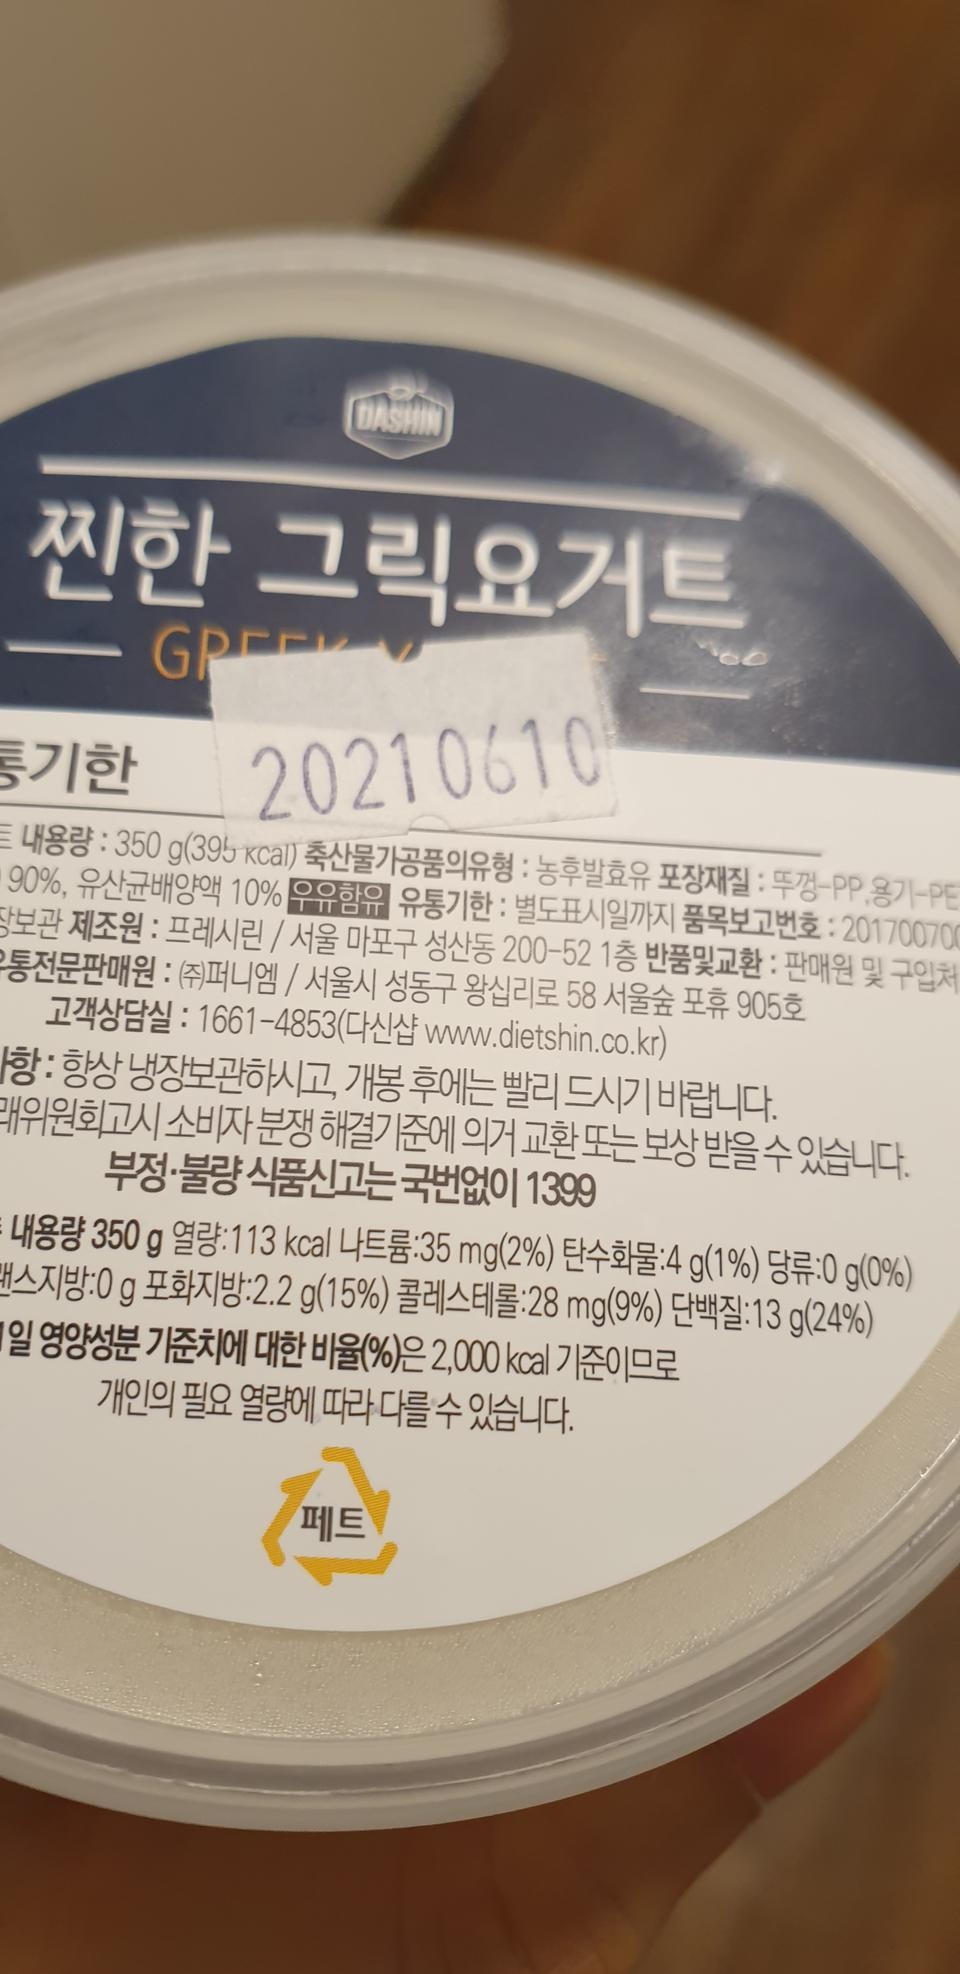 DASHIN
찐한 그릭요거트
20210610
통기한
내용량 : 350 g(395 kcal) 축산물가공품의유형 : 농후발효유 포장재질 : 뚜껑-PP,용기-PE
90%, 유산균배양액 10% 우유함유 유통기한 : 별도표시일까지 품목보고번호 : 201700700
장보관 제조원 : 프레시린 / 서울 마포구 성산동 200-52 1층 반품및교환 : 판매원 및 구입처
유통전문판매원 : ㈜퍼니엠 / 서울시 성동구 왕십리로 58 서울숲 포휴 905호
고객상담실 : 1661-4853(다신샵 www.dietshin.co.kr)
사항 : 항상 냉장보관하시고, 개봉 후에는 빨리 드시기 바랍니다.
래위원회고시 소비자 분쟁 해결기준에 의거 교환 또는 보상 받을 수 있습니다.
부정·불량 식품신고는 국번없이 1399
내용량 350 g 열량:113 kcal 나트륨:35 mg(2%) 탄수화물:4 g(1%) 당류:0 g(0%)
랜스지방:0 g 포화지방:2.2 g(15%) 콜레스테롤:28 mg(9%) 단백질:13 g(24%)
1일 영양성분 기준치에 대한 비율(%)은 2,000 kcal 기준이므로
개인의 필요 열량에 따라 다를 수 있습니다.
페트